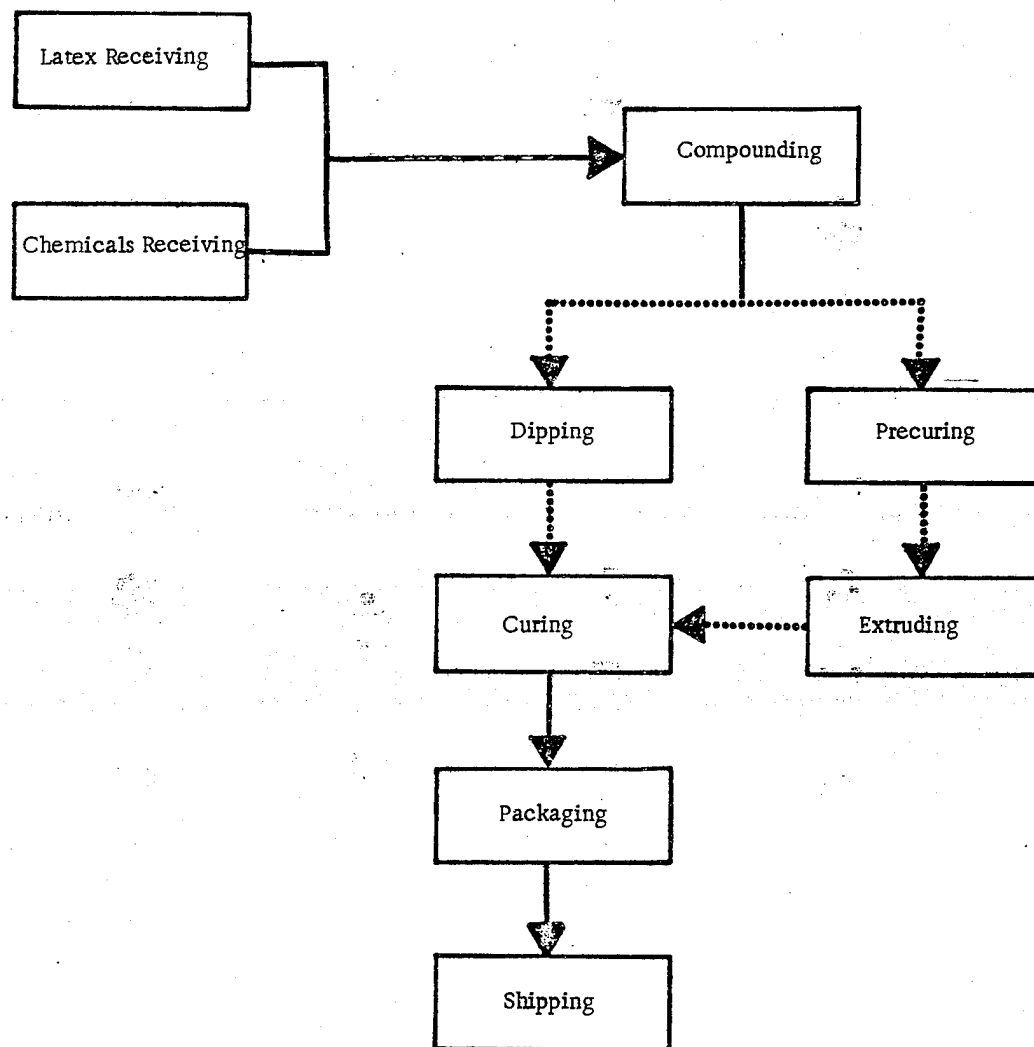 Latex Receiving
Compounding
Chemicals Receiving
Dipping
Precuring
Curing
Extruding
Packaging
Shipping